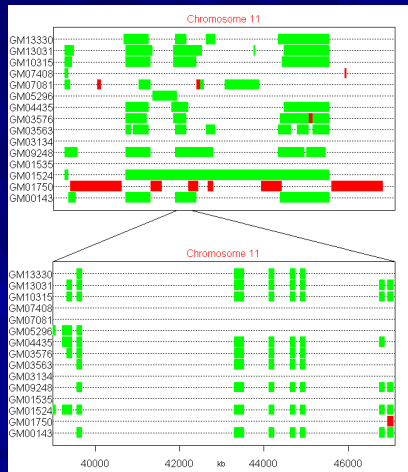 Chromosome 11
GM13330
GM13031
GM10315
GM07408
GM07081
GM05296
GM04435
GM03576
GM03563
GM03134
GM09248
GM01535
GM01524
GM01750
GM00143
Chromosome 11
GM13330
GM13031
GM10315
GM07408
GM07081
GM05296
GM04435
GM03576
GM03563
GM03134
GM09248
GM01535
GM01524
GM01750
GM00143
40000 42000 kb 44000 46000